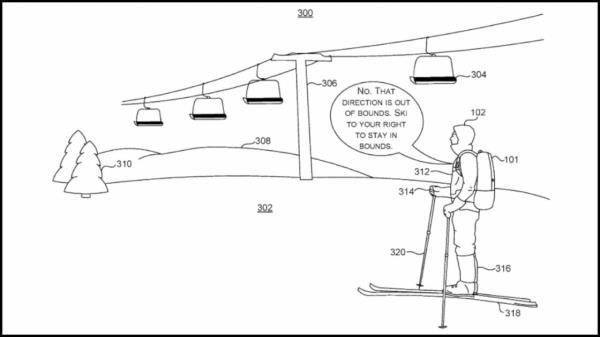 300
306
304
NO. THAT
DIRECTION IS OUT
OF BOUNDS. SKI
TO YOUR RIGHT
TO STAY IN
BOUNDS.
102
308
101
310
312
314
302
320
316
318